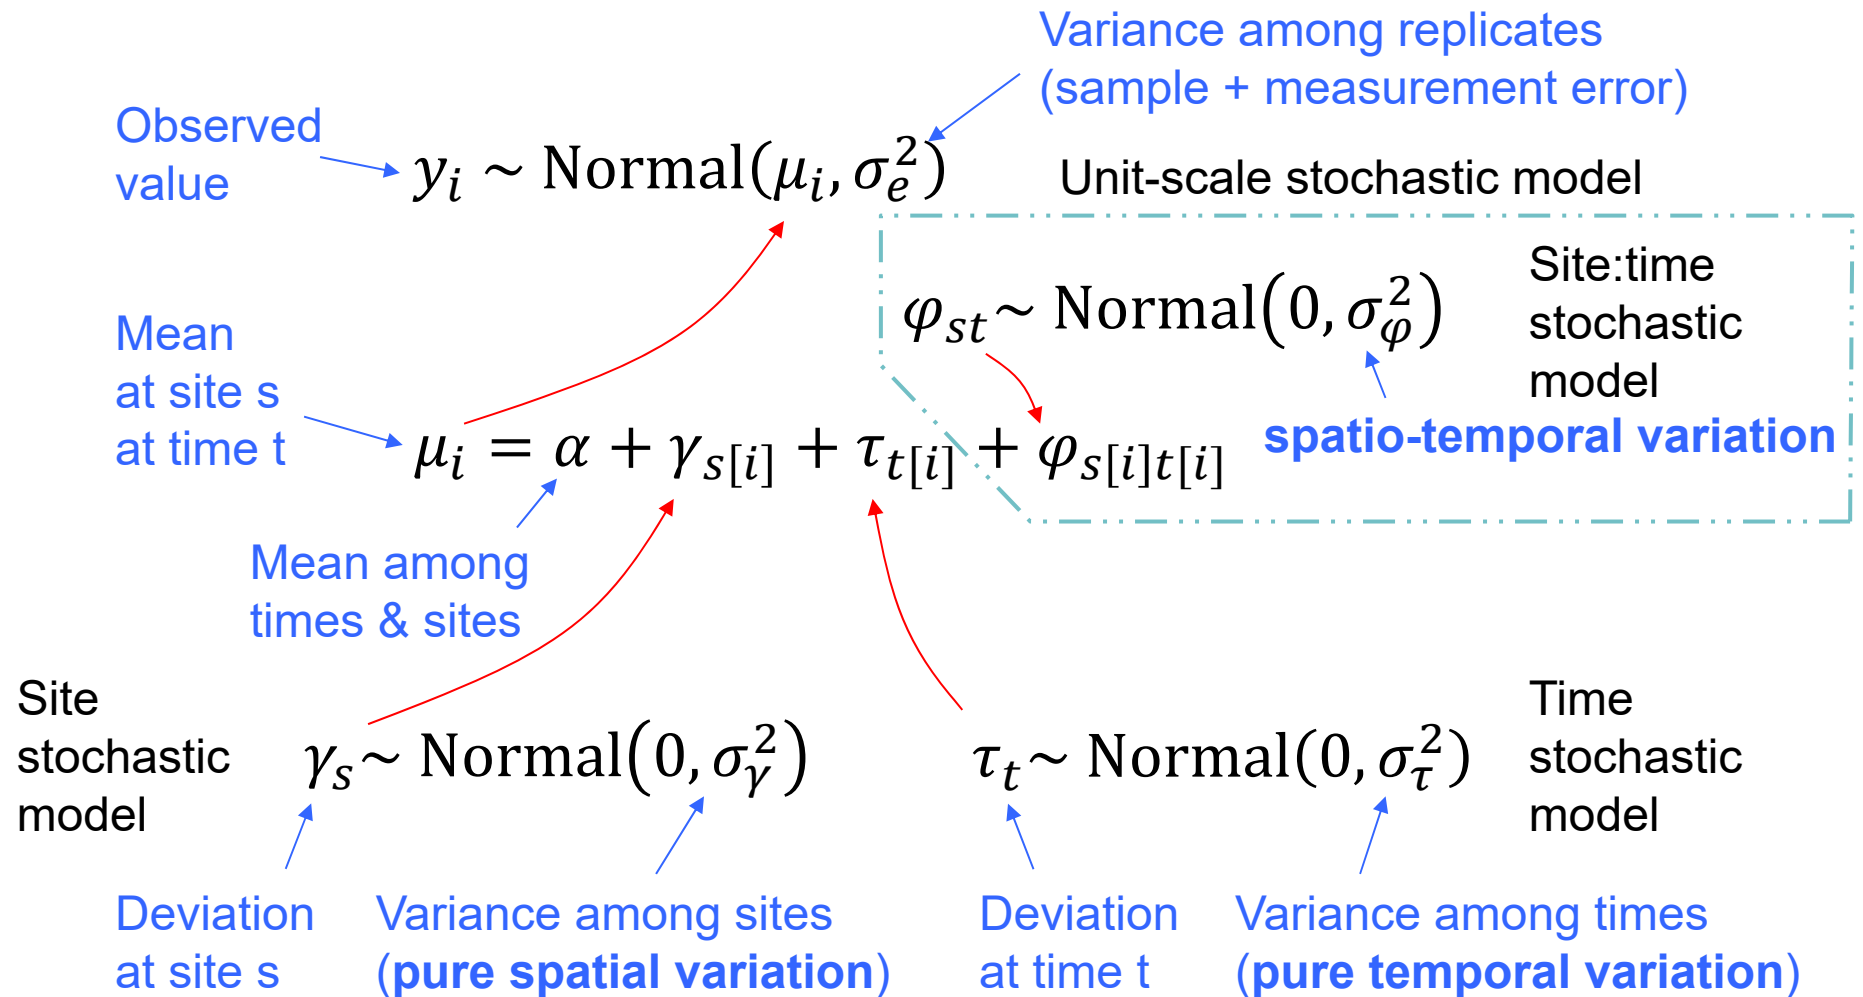 Variance among replicates
(sample + measurement error)
Observed
value
y_i ~ Normal(μ_i, σ_e^2)
Unit-scale stochastic model
φ_st ~ Normal(0, σ_φ^2)
Site:time
stochastic
model
spatio-temporal variation
Mean
at site s
at time t
μ_i = α + γ_s[i] + τ_t[i] + φ_s[i]t[i]
Mean among
times & sites
Site
stochastic
model
γ_s ~ Normal(0, σ_γ^2)
τ_t ~ Normal(0, σ_τ^2)
Time
stochastic
model
Deviation
at site s
Variance among sites
(pure spatial variation)
Deviation
at time t
Variance among times
(pure temporal variation)